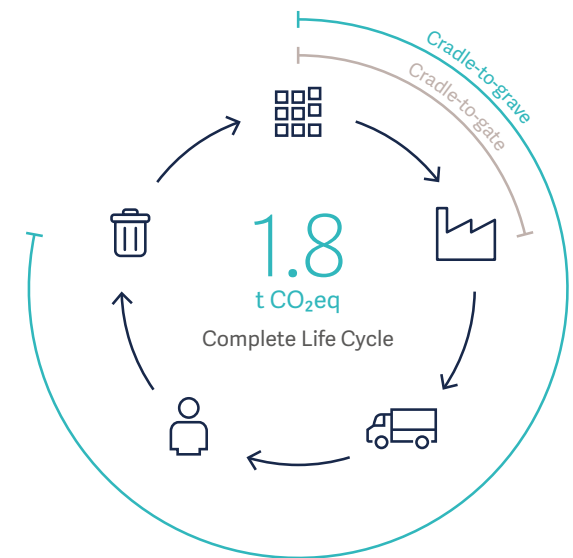 Cradle-to-grave
Cradle-to-gate
1.8
t CO₂eq
Complete Life Cycle